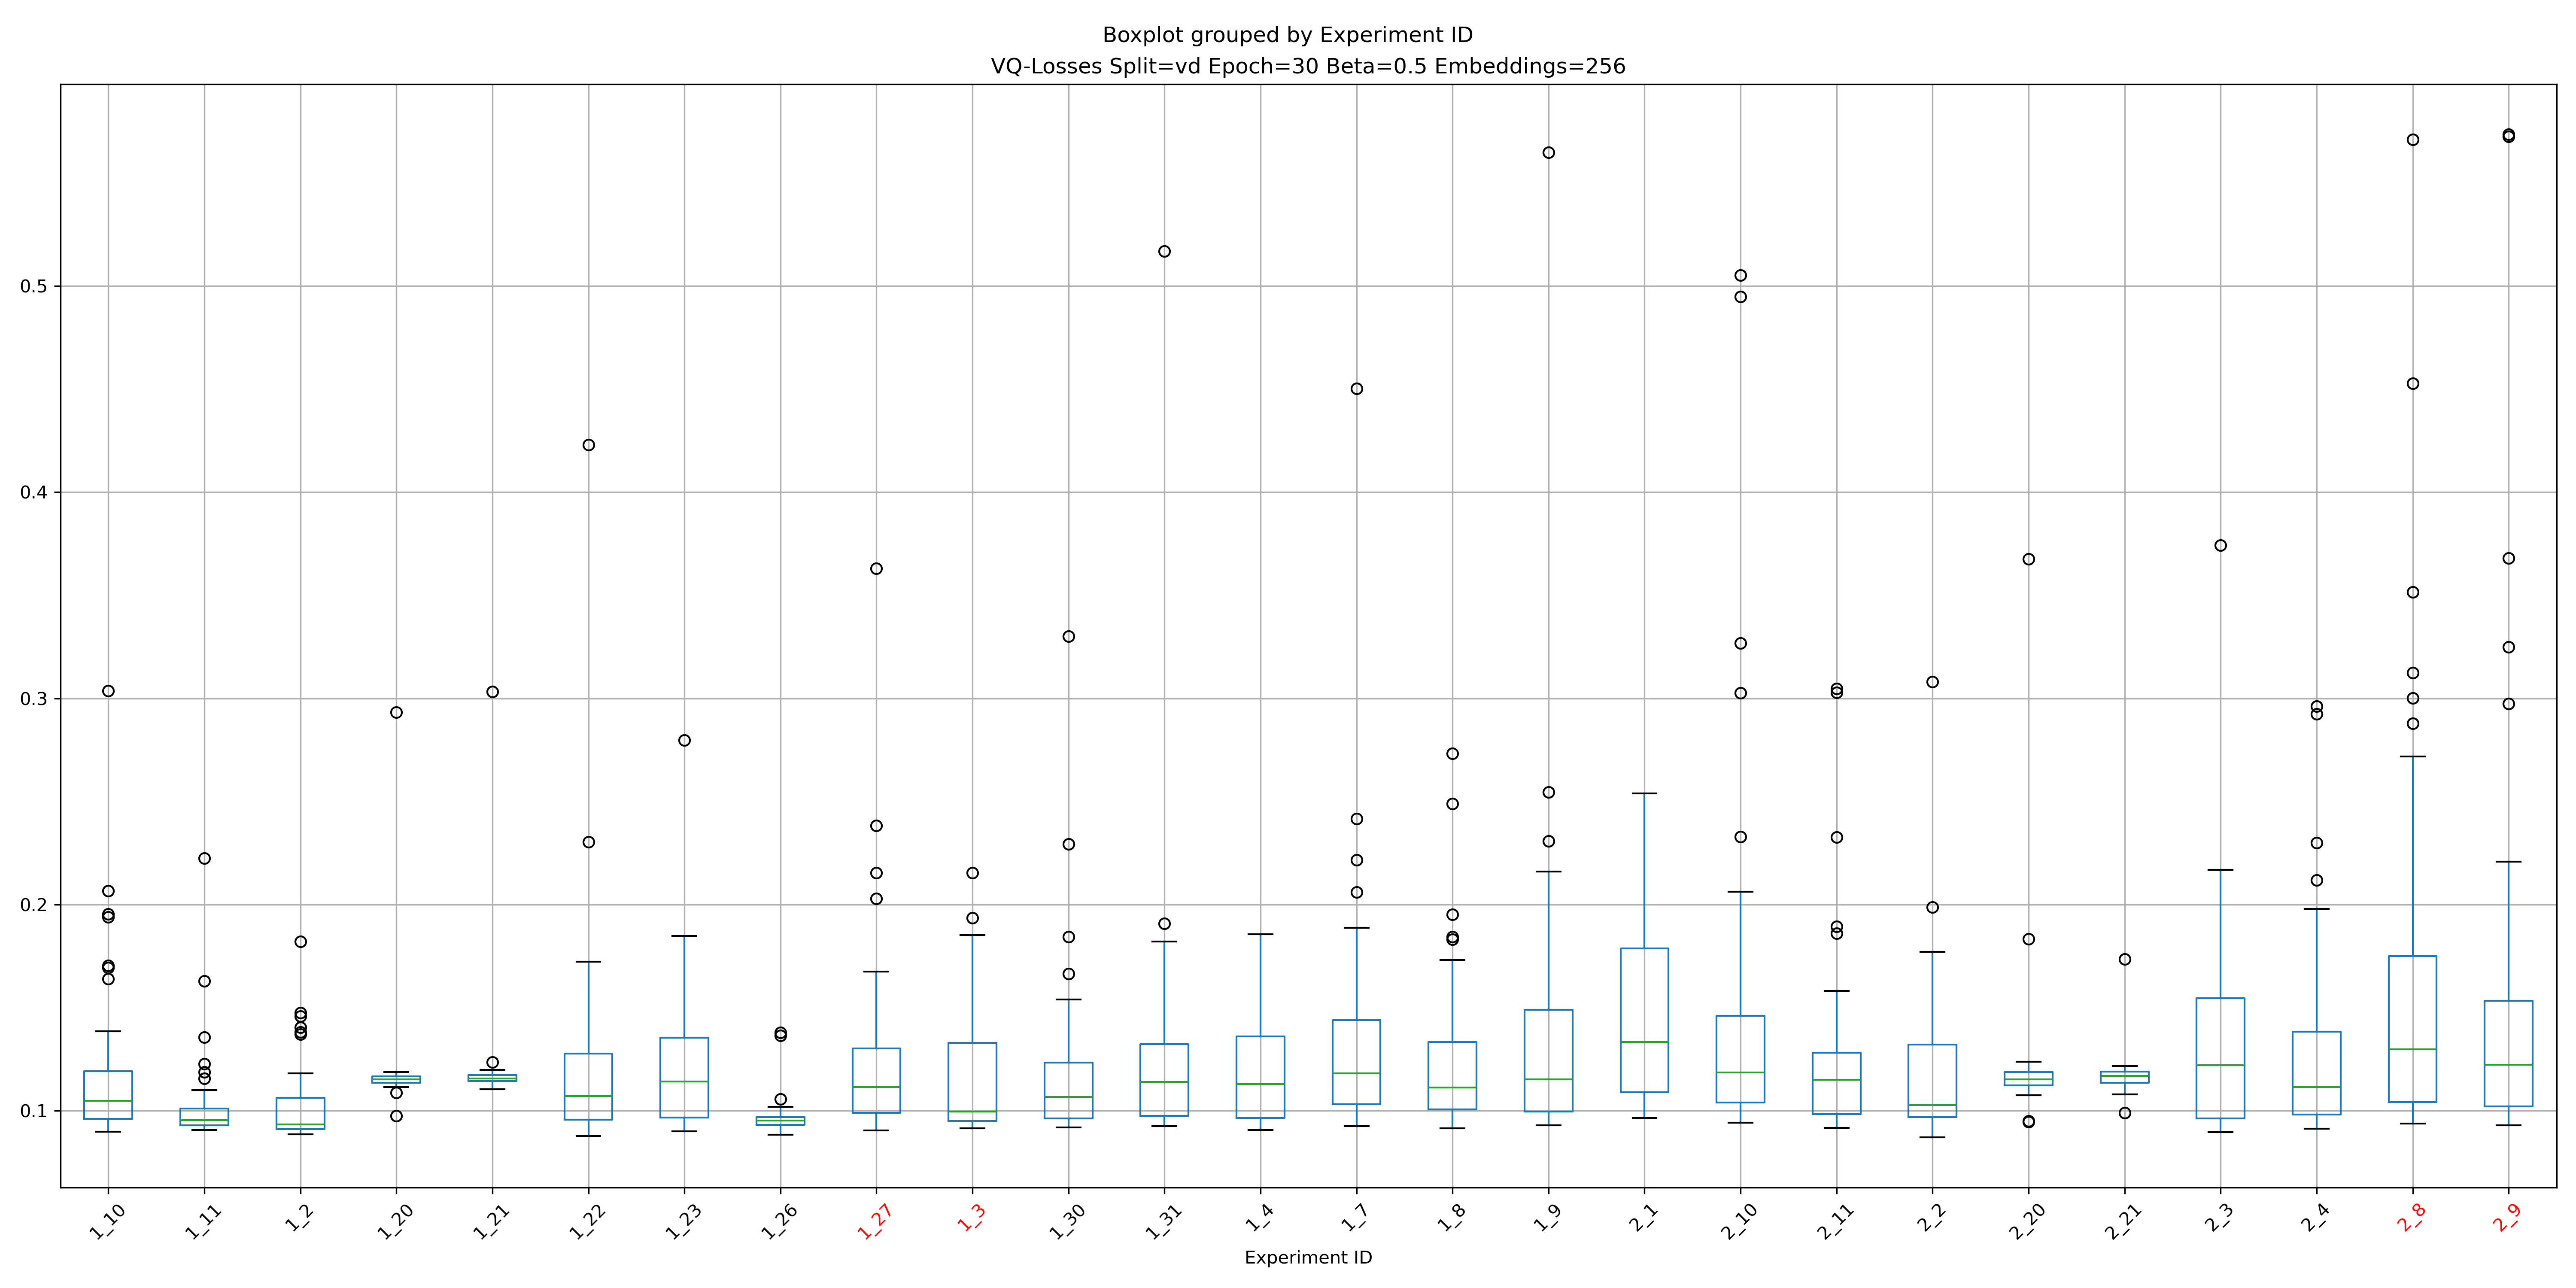 Boxplot grouped by Experiment ID
VQ-Losses Split=vd Epoch=30 Beta=0.5 Embeddings=256
0.5
0.4
0.3
0.2
0.1
1_10 1_11 1_2 1_20 1_21 1_22 1_23 1_26 1_27 1_3 1_30 1_31 1_4 1_7 1_8 1_9 2_1 2_10 2_11 2_2 2_20 2_21 2_3 2_4 2_8 2_9
Experiment ID